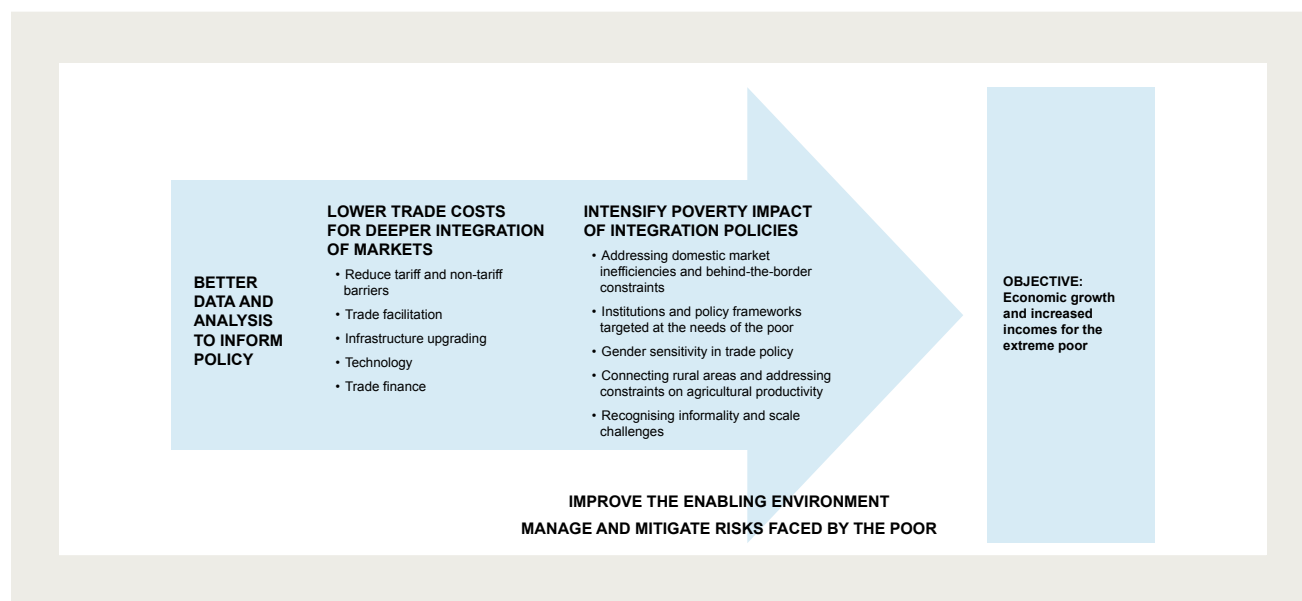 BETTER
DATA AND
ANALYSIS
TO INFORM
POLICY
LOWER TRADE COSTS
FOR DEEPER INTEGRATION
OF MARKETS
• Reduce tariff and non-tariff
barriers
• Trade facilitation
• Infrastructure upgrading
• Technology
• Trade finance
INTENSIFY POVERTY IMPACT
OF INTEGRATION POLICIES
• Addressing domestic market
inefficiencies and behind-the-border
constraints
• Institutions and policy frameworks
targeted at the needs of the poor
• Gender sensitivity in trade policy
• Connecting rural areas and addressing
constraints on agricultural productivity
• Recognising informality and scale
challenges
IMPROVE THE ENABLING ENVIRONMENT
MANAGE AND MITIGATE RISKS FACED BY THE POOR
OBJECTIVE:
Economic growth
and increased
incomes for the
extreme poor